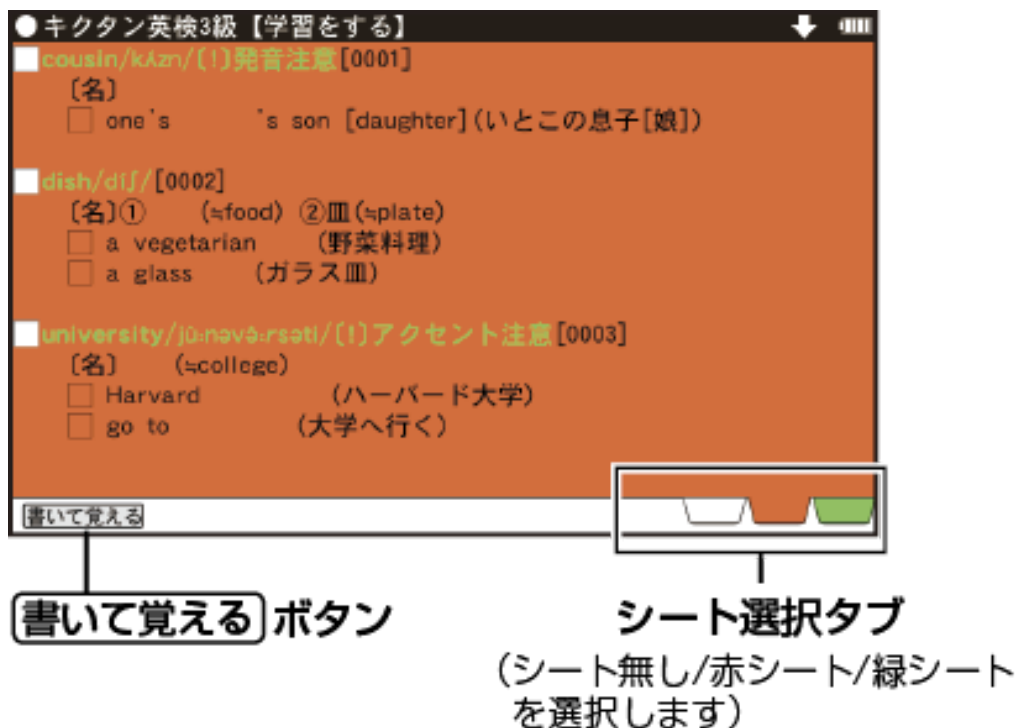 ●キクタン英検3級【学習をする】
cousin/kʌ́zn/〔!〕発音注意[0001]
〔名〕
□ one's 's son [daughter](いとこの息子[娘])
dish/díʃ/[0002]
〔名〕① (≒food) ②皿(≒plate)
□ a vegetarian (野菜料理)
□ a glass (ガラス皿)
university/jùːnəvə́ːrsəti/〔!〕アクセント注意[0003]
〔名〕 (≒college)
□ Harvard (ハーバード大学)
□ go to (大学へ行く)
書いて覚える
書いて覚える ボタン
シート選択タブ
(シート無し/赤シート/緑シート
を選択します)